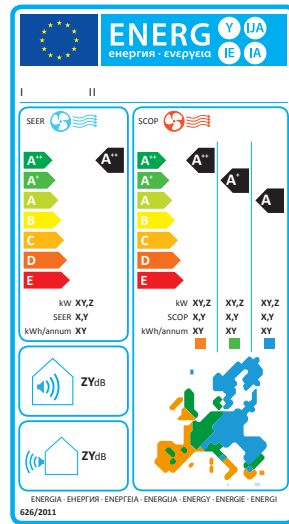 ENERG Y IJA
енергия · ενεργεια IE IA
I II
SEER
A++ A++
A+
A
B
C
D
E
kW XY,Z
SEER X,Y
kWh/annum XY
SCOP
A++ A++
A+ A+
A A
B
C
D
E
kW XY,Z XY,Z XY,Z
SCOP X,Y X,Y X,Y
kWh/annum XY XY XY
ZYdB
ZYdB
ENERGIA · ЕНЕРГИЯ · ΕΝΕΡΓΕΙΑ · ENERGIJA · ENERGY · ENERGIE · ENERGI
626/2011